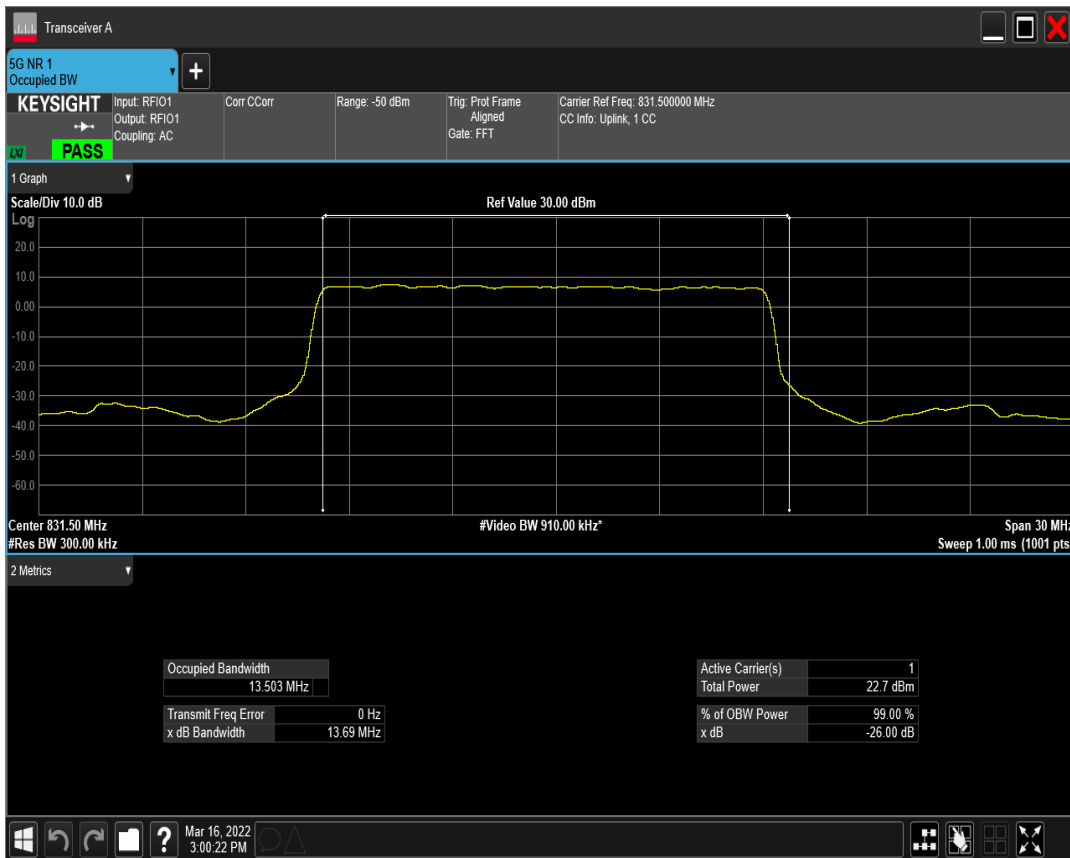 Transceiver A
5G NR 1
Occupied BW
KEYSIGHT
LXI
PASS
Input: RFIO1
Output: RFIO1
Coupling: AC
Corr CCorr
Range: -50 dBm
Trig: Prot Frame
Aligned
Gate: FFT
Carrier Ref Freq: 831.500000 MHz
CC Info: Uplink, 1 CC
1 Graph
Scale/Div 10.0 dB
Ref Value 30.00 dBm
Log
20.0
10.0
0.00
-10.0
-20.0
-30.0
-40.0
-50.0
-60.0
Center 831.50 MHz
#Video BW 910.00 kHz*
Span 30 MHz
#Res BW 300.00 kHz
Sweep 1.00 ms (1001 pts
2 Metrics
Occupied Bandwidth
13.503 MHz
Transmit Freq Error 0 Hz
x dB Bandwidth 13.69 MHz
Active Carrier(s) 1
Total Power 22.7 dBm
% of OBW Power 99.00 %
x dB -26.00 dB
?
Mar 16, 2022
3:00:22 PM